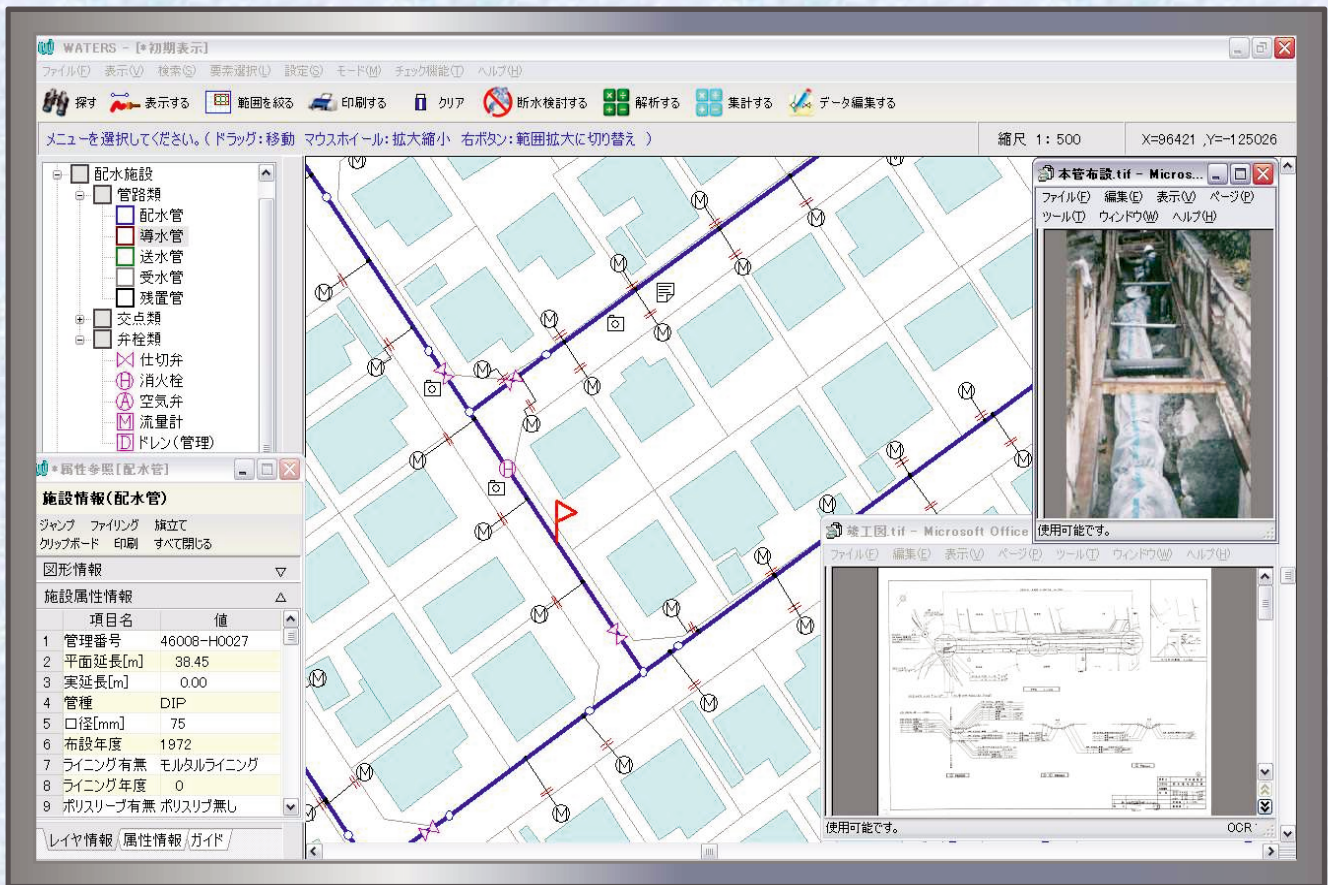 WATERS - [*初期表示]
ファイル(F) 表示(V) 検索(S) 要素選択(L) 設定(S) モード(M) チェック機能(T) ヘルプ(H)
探す 表示する 範囲を絞る 印刷する クリア 断水検討する 解析する 集計する データ編集する
メニューを選択してください。(ドラッグ:移動 マウスホイール:拡大縮小 右ボタン:範囲拡大に切り替え ) 縮尺 1: 500 X=96421 ,Y=-125026
配水施設
管路類
配水管
導水管
送水管
受水管
残置管
交点類
弁栓類
仕切弁
H 消火栓
A 空気弁
M 流量計
D ドレン(管理)
*属性参照[配水管]
施設情報(配水管)
ジャンプ ファイリング 旗立て
クリップボード 印刷 すべて閉じる
図形情報
施設属性情報
項目名 値
1 管理番号 46008-H0027
2 平面延長[m] 38.45
3 実延長[m] 0.00
4 管種 DIP
5 口径[mm] 75
6 布設年度 1972
7 ライニング有無 モルタルライニング
8 ライニング年度 0
9 ポリスリーブ有無 ポリスリブ無し
レイヤ情報 属性情報 ガイド
M M M M M M M M M M M M M M M M M M M M M M M M M M M
H
本管布設.tif - Micros...
ファイル(F) 編集(E) 表示(V) ページ(P)
ツール(T) ウィンドウ(W) ヘルプ(H)
使用可能です。
竣工図.tif - Microsoft Office
ファイル(F) 編集(E) 表示(V) ページ(P) ツール(T) ウィンドウ(W) ヘルプ(H)
使用可能です。 OCR